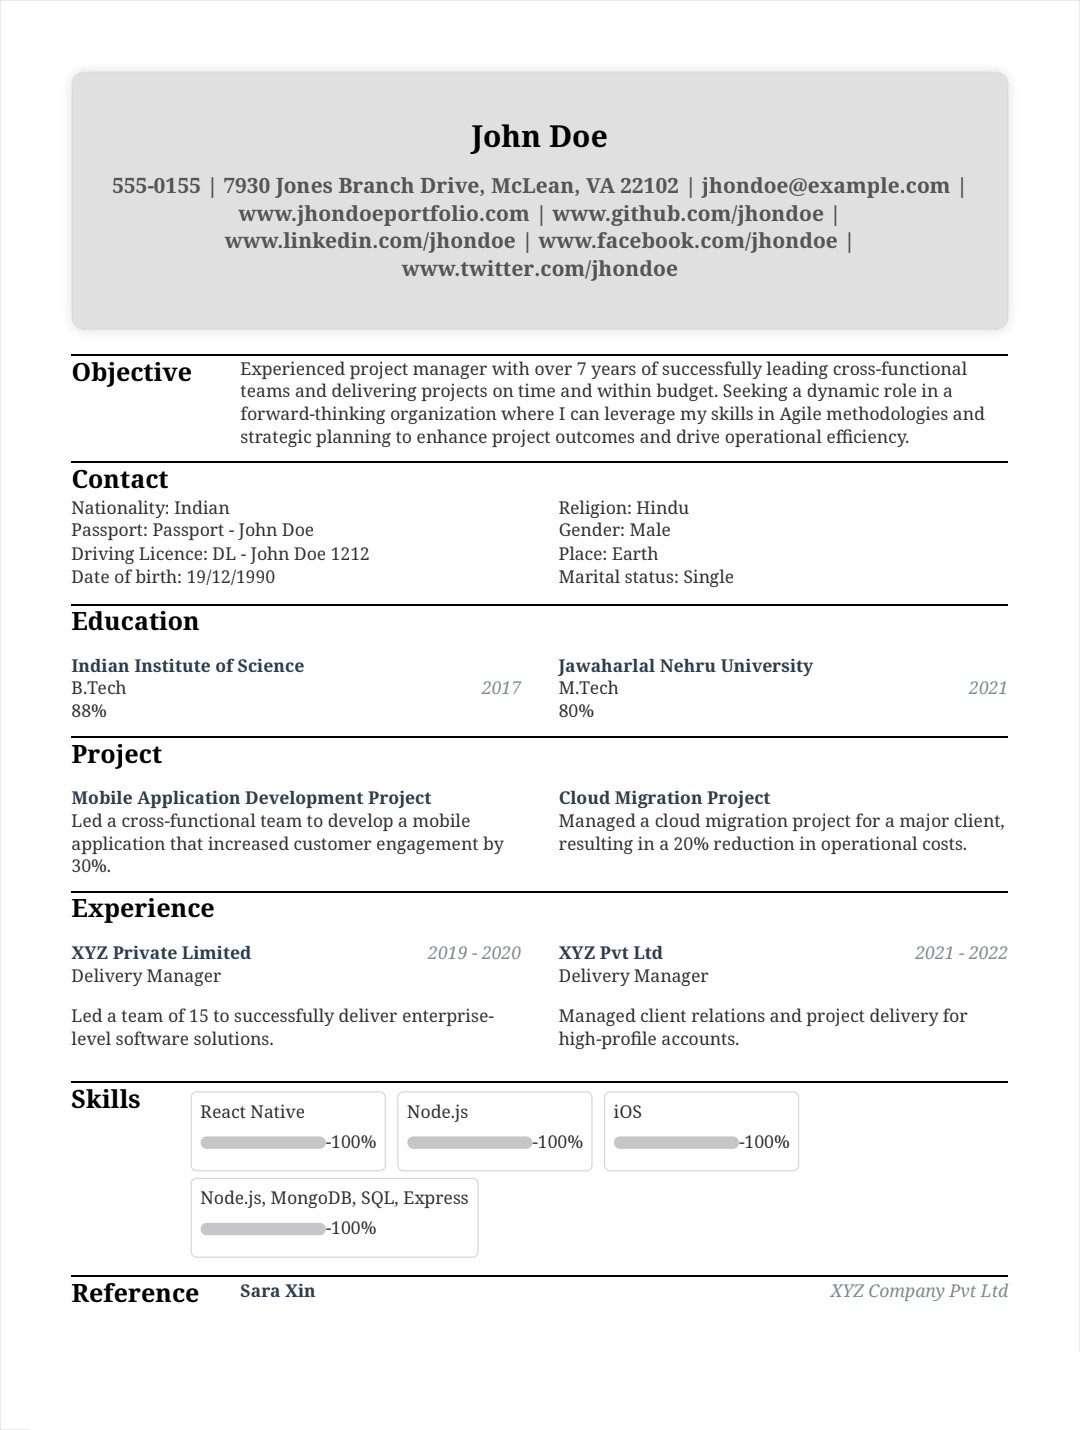 John Doe
555-0155 | 7930 Jones Branch Drive, McLean, VA 22102 | jhondoe@example.com |
www.jhondoeportfolio.com | www.github.com/jhondoe |
www.linkedin.com/jhondoe | www.facebook.com/jhondoe |
www.twitter.com/jhondoe
Objective
Experienced project manager with over 7 years of successfully leading cross-functional
teams and delivering projects on time and within budget. Seeking a dynamic role in a
forward-thinking organization where I can leverage my skills in Agile methodologies and
strategic planning to enhance project outcomes and drive operational efficiency.
Contact
Nationality: Indian
Passport: Passport - John Doe
Driving Licence: DL - John Doe 1212
Date of birth: 19/12/1990
Religion: Hindu
Gender: Male
Place: Earth
Marital status: Single
Education
Indian Institute of Science
B.Tech 2017
88%
Jawaharlal Nehru University
M.Tech 2021
80%
Project
Mobile Application Development Project
Led a cross-functional team to develop a mobile
application that increased customer engagement by
30%.
Cloud Migration Project
Managed a cloud migration project for a major client,
resulting in a 20% reduction in operational costs.
Experience
XYZ Private Limited 2019 - 2020
Delivery Manager
Led a team of 15 to successfully deliver enterprise-
level software solutions.
XYZ Pvt Ltd 2021 - 2022
Delivery Manager
Managed client relations and project delivery for
high-profile accounts.
Skills
React Native
-100%
Node.js
-100%
iOS
-100%
Node.js, MongoDB, SQL, Express
-100%
Reference
Sara Xin XYZ Company Pvt Ltd